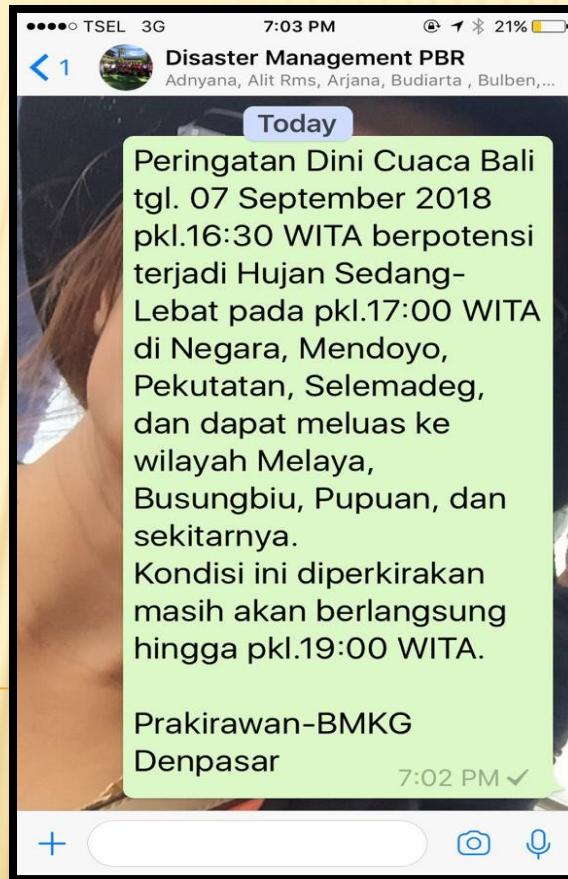 TSEL 3G 7:03 PM 21%
1 Disaster Management PBR
Adnyana, Alit Rms, Arjana, Budiarta , Bulben,...
Today
Peringatan Dini Cuaca Bali
tgl. 07 September 2018
pkl.16:30 WITA berpotensi
terjadi Hujan Sedang-
Lebat pada pkl.17:00 WITA
di Negara, Mendoyo,
Pekutatan, Selemadeg,
dan dapat meluas ke
wilayah Melaya,
Busungbiu, Pupuan, dan
sekitarnya.
Kondisi ini diperkirakan
masih akan berlangsung
hingga pkl.19:00 WITA.
Prakirawan-BMKG
Denpasar
7:02 PM